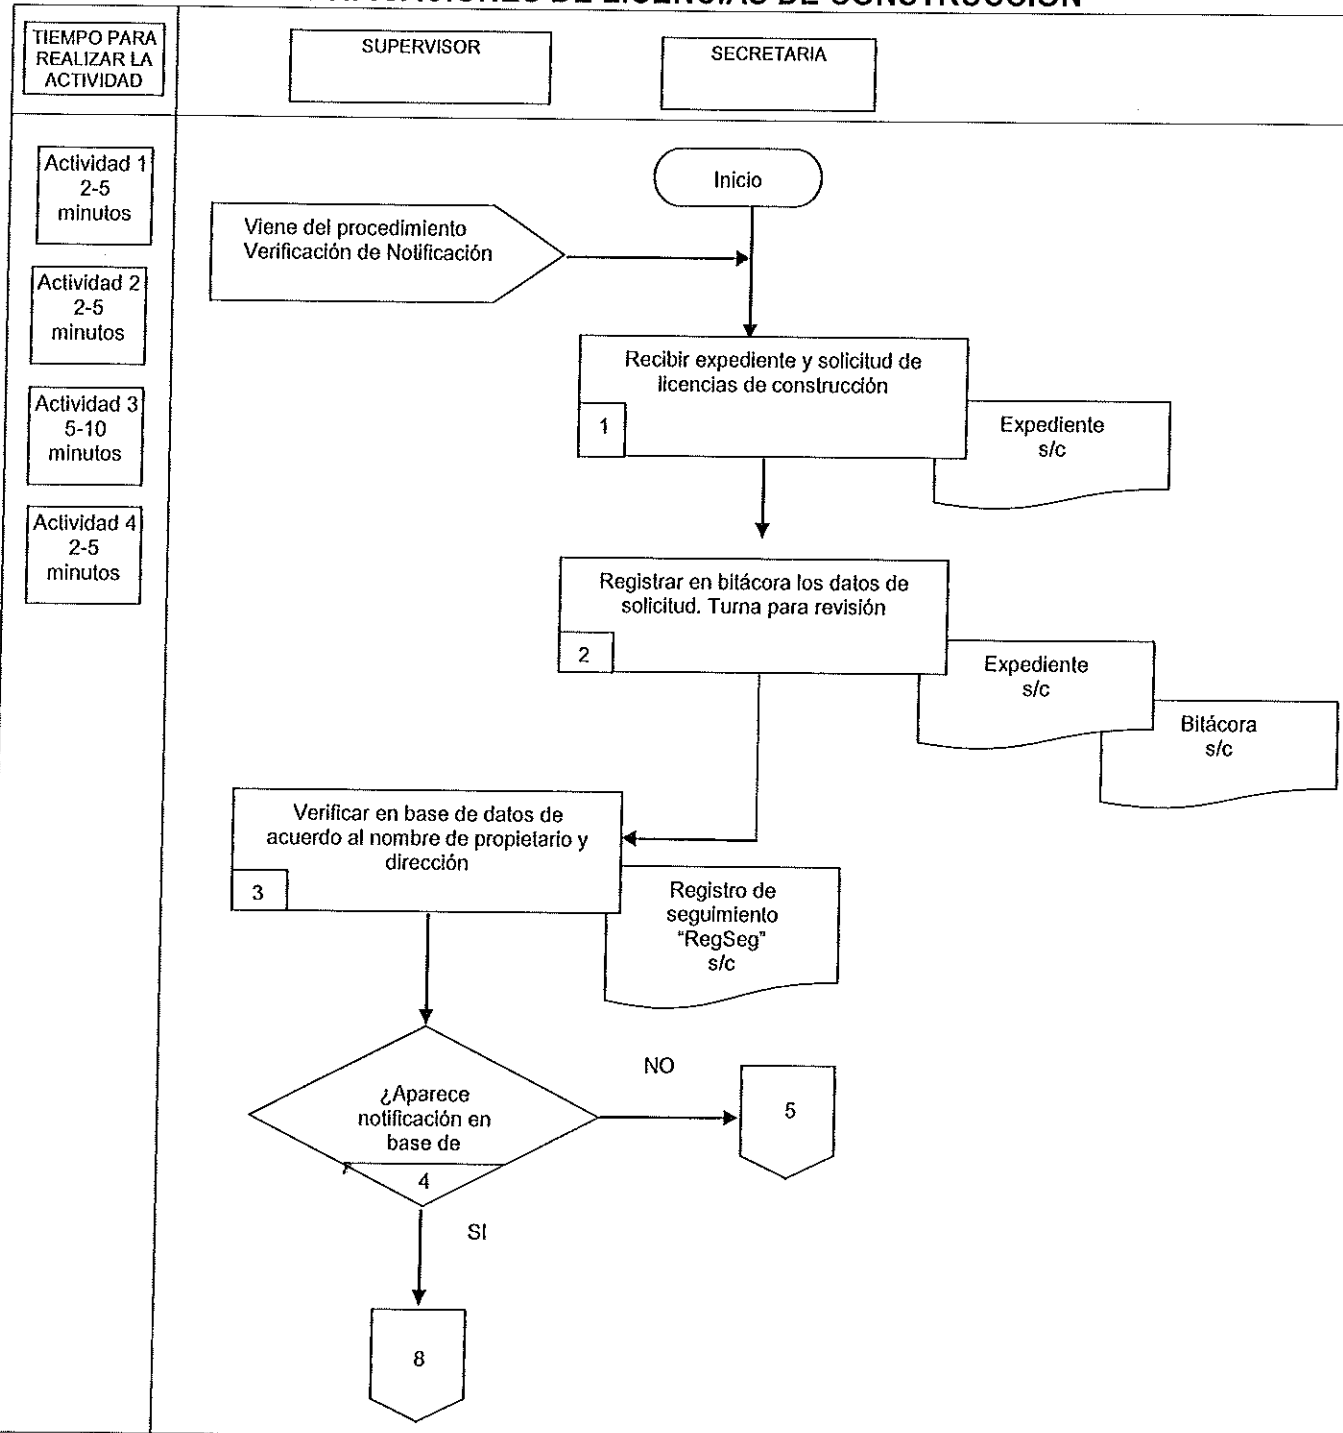 DE LICENCIAS DE CONSTRUCCIÓN
TIEMPO PARA
REALIZAR LA
ACTIVIDAD
SUPERVISOR
SECRETARIA
Actividad 1
2-5
minutos
Inicio
Viene del procedimiento
Verificación de Notificación
Actividad 2
2-5
minutos
Recibir expediente y solicitud de
licencias de construcción
1
Expediente
s/c
Actividad 3
5-10
minutos
Actividad 4
2-5
minutos
Registrar en bitácora los datos de
solicitud. Turna para revisión
2
Expediente
s/c
Bitácora
s/c
Verificar en base de datos de
acuerdo al nombre de propietario y
dirección
3
Registro de
seguimiento
"RegSeg"
s/c
¿Aparece
notificación en
base de
4
NO
5
SI
8